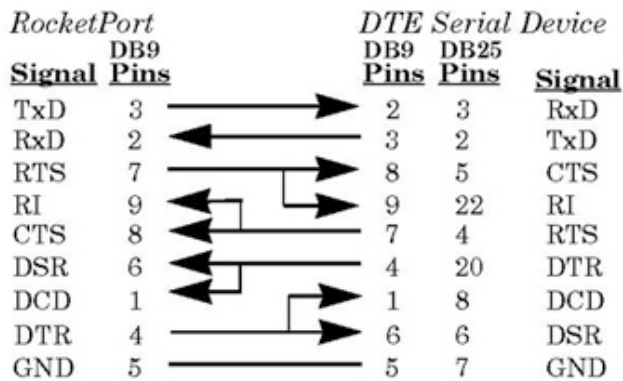 RocketPort DTE Serial Device
DB9 DB9 DB25
Signal Pins Pins Pins Signal
TxD 3 2 3 RxD
RxD 2 3 2 TxD
RTS 7 8 5 CTS
RI 9 9 22 RI
CTS 8 7 4 RTS
DSR 6 4 20 DTR
DCD 1 1 8 DCD
DTR 4 6 6 DSR
GND 5 5 7 GND